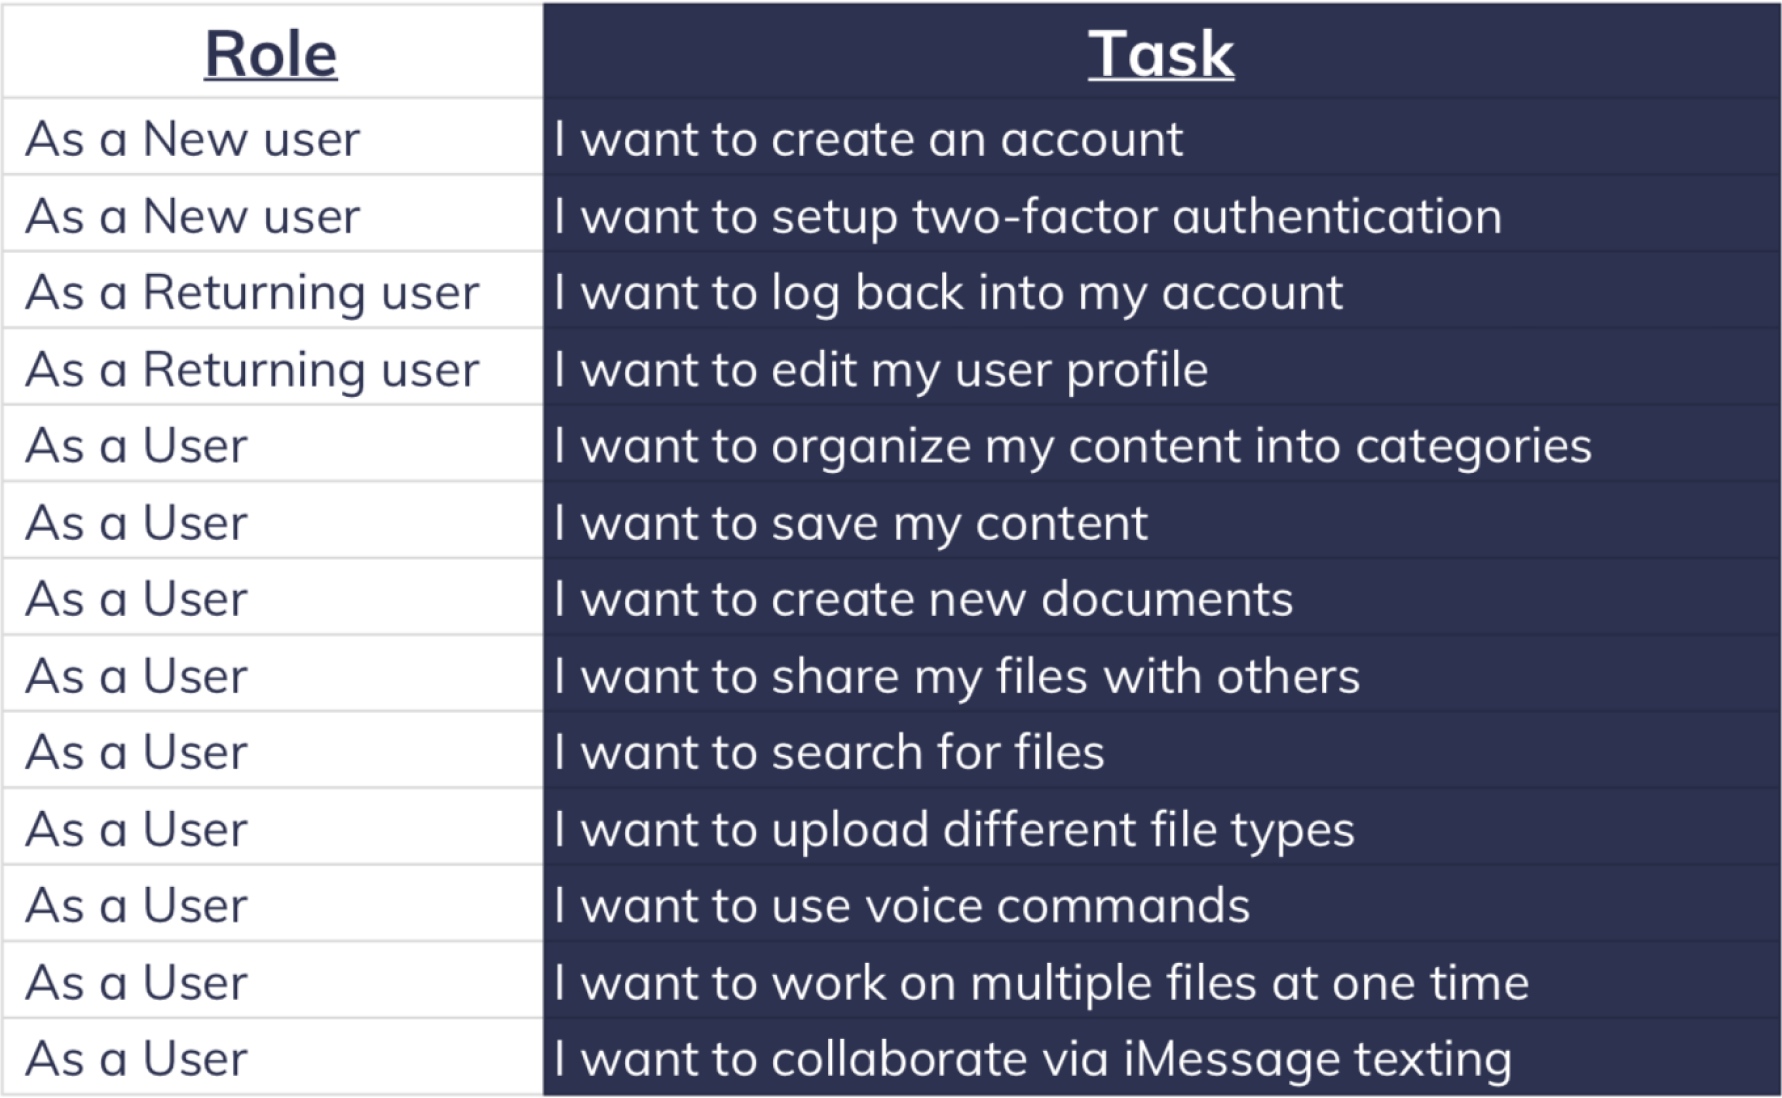 Role Task
As a New user I want to create an account
As a New user I want to setup two-factor authentication
As a Returning user I want to log back into my account
As a Returning user I want to edit my user profile
As a User I want to organize my content into categories
As a User I want to save my content
As a User I want to create new documents
As a User I want to share my files with others
As a User I want to search for files
As a User I want to upload different file types
As a User I want to use voice commands
As a User I want to work on multiple files at one time
As a User I want to collaborate via iMessage texting